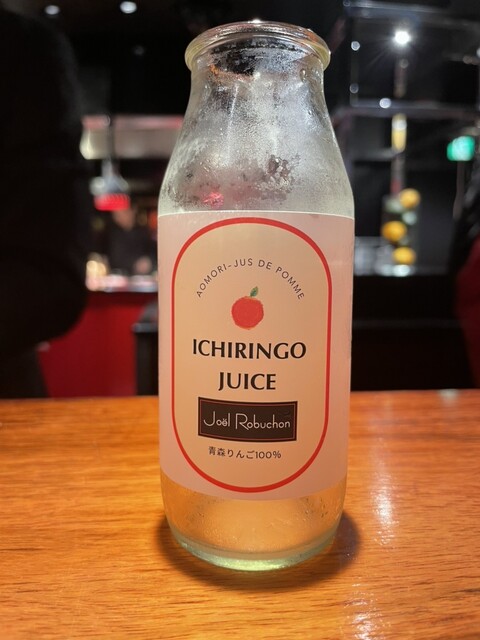 AOMORI-JUS DE POMME
ICHIRINGO
JUICE
Joël Robuchon
青森りんご100%